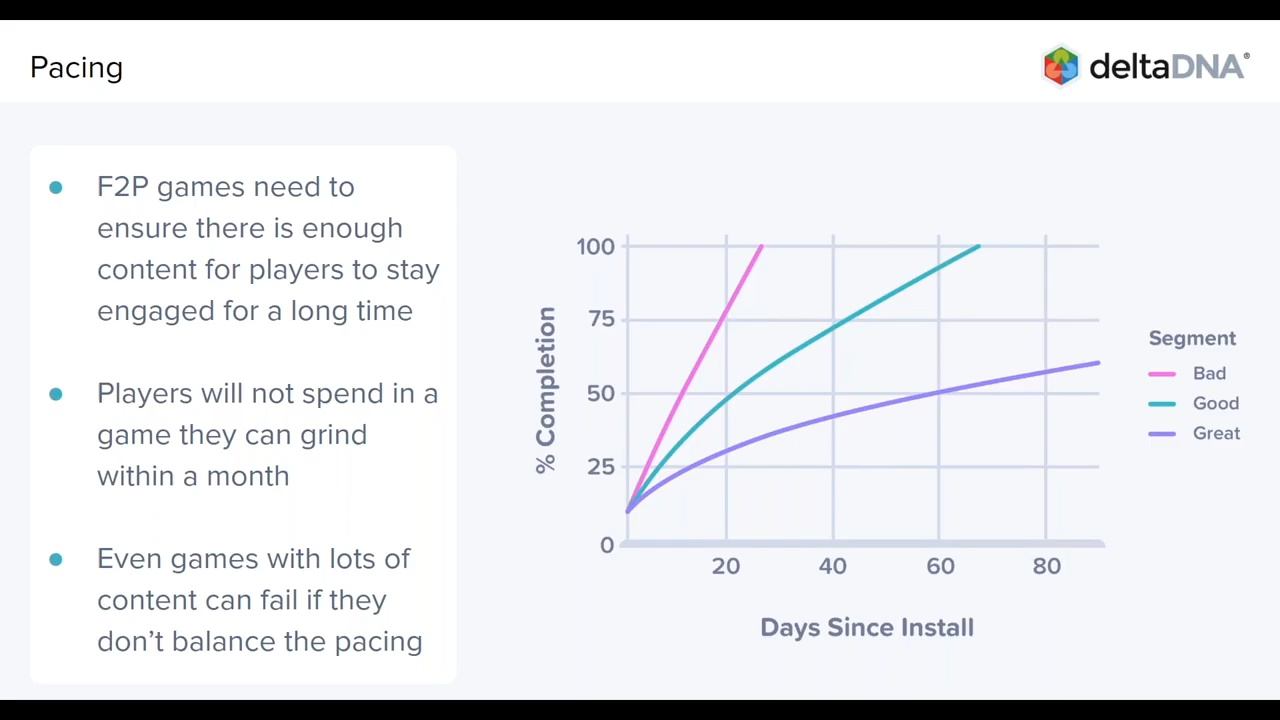 Pacing
deltaDNA®
F2P games need to
ensure there is enough
content for players to stay
engaged for a long time
Players will not spend in a
game they can grind
within a month
Even games with lots of
content can fail if they
don’t balance the pacing
% Completion
100
75
50
25
0
20 40 60 80
Days Since Install
Segment
Bad
Good
Great